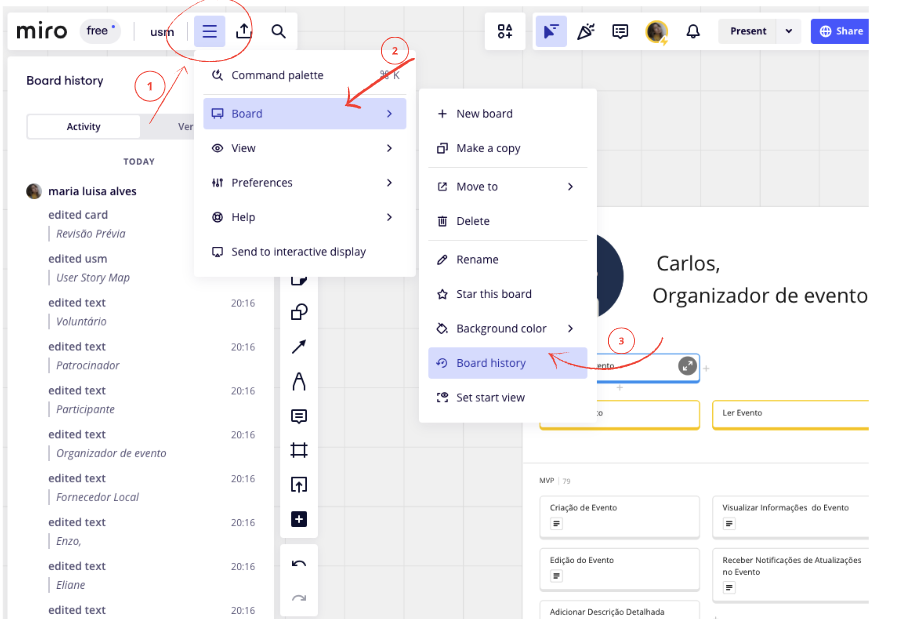 miro free usm
Present Share
Board history
Activity Ver
TODAY
maria luisa alves
edited card
Revisão Prévia
edited usm
User Story Map
edited text 20:16
Voluntário
edited text 20:16
Patrocinador
edited text 20:16
Participante
edited text 20:16
Organizador de evento
edited text 20:16
Fornecedor Local
edited text 20:16
Enzo,
edited text 20:16
Eliane
edited text 20:16
1
2
3
Command palette ⌘ K
Board
View
Preferences
Help
Send to interactive display
New board
Make a copy
Move to
Delete
Rename
Star this board
Background color
Board history
Set start view
Carlos,
Organizador de evento
Ler Evento
MVP 79
Criação de Evento
Visualizar Informações do Evento
Edição do Evento
Receber Notificações de Atualizações
no Evento
Adicionar Descrição Detalhada